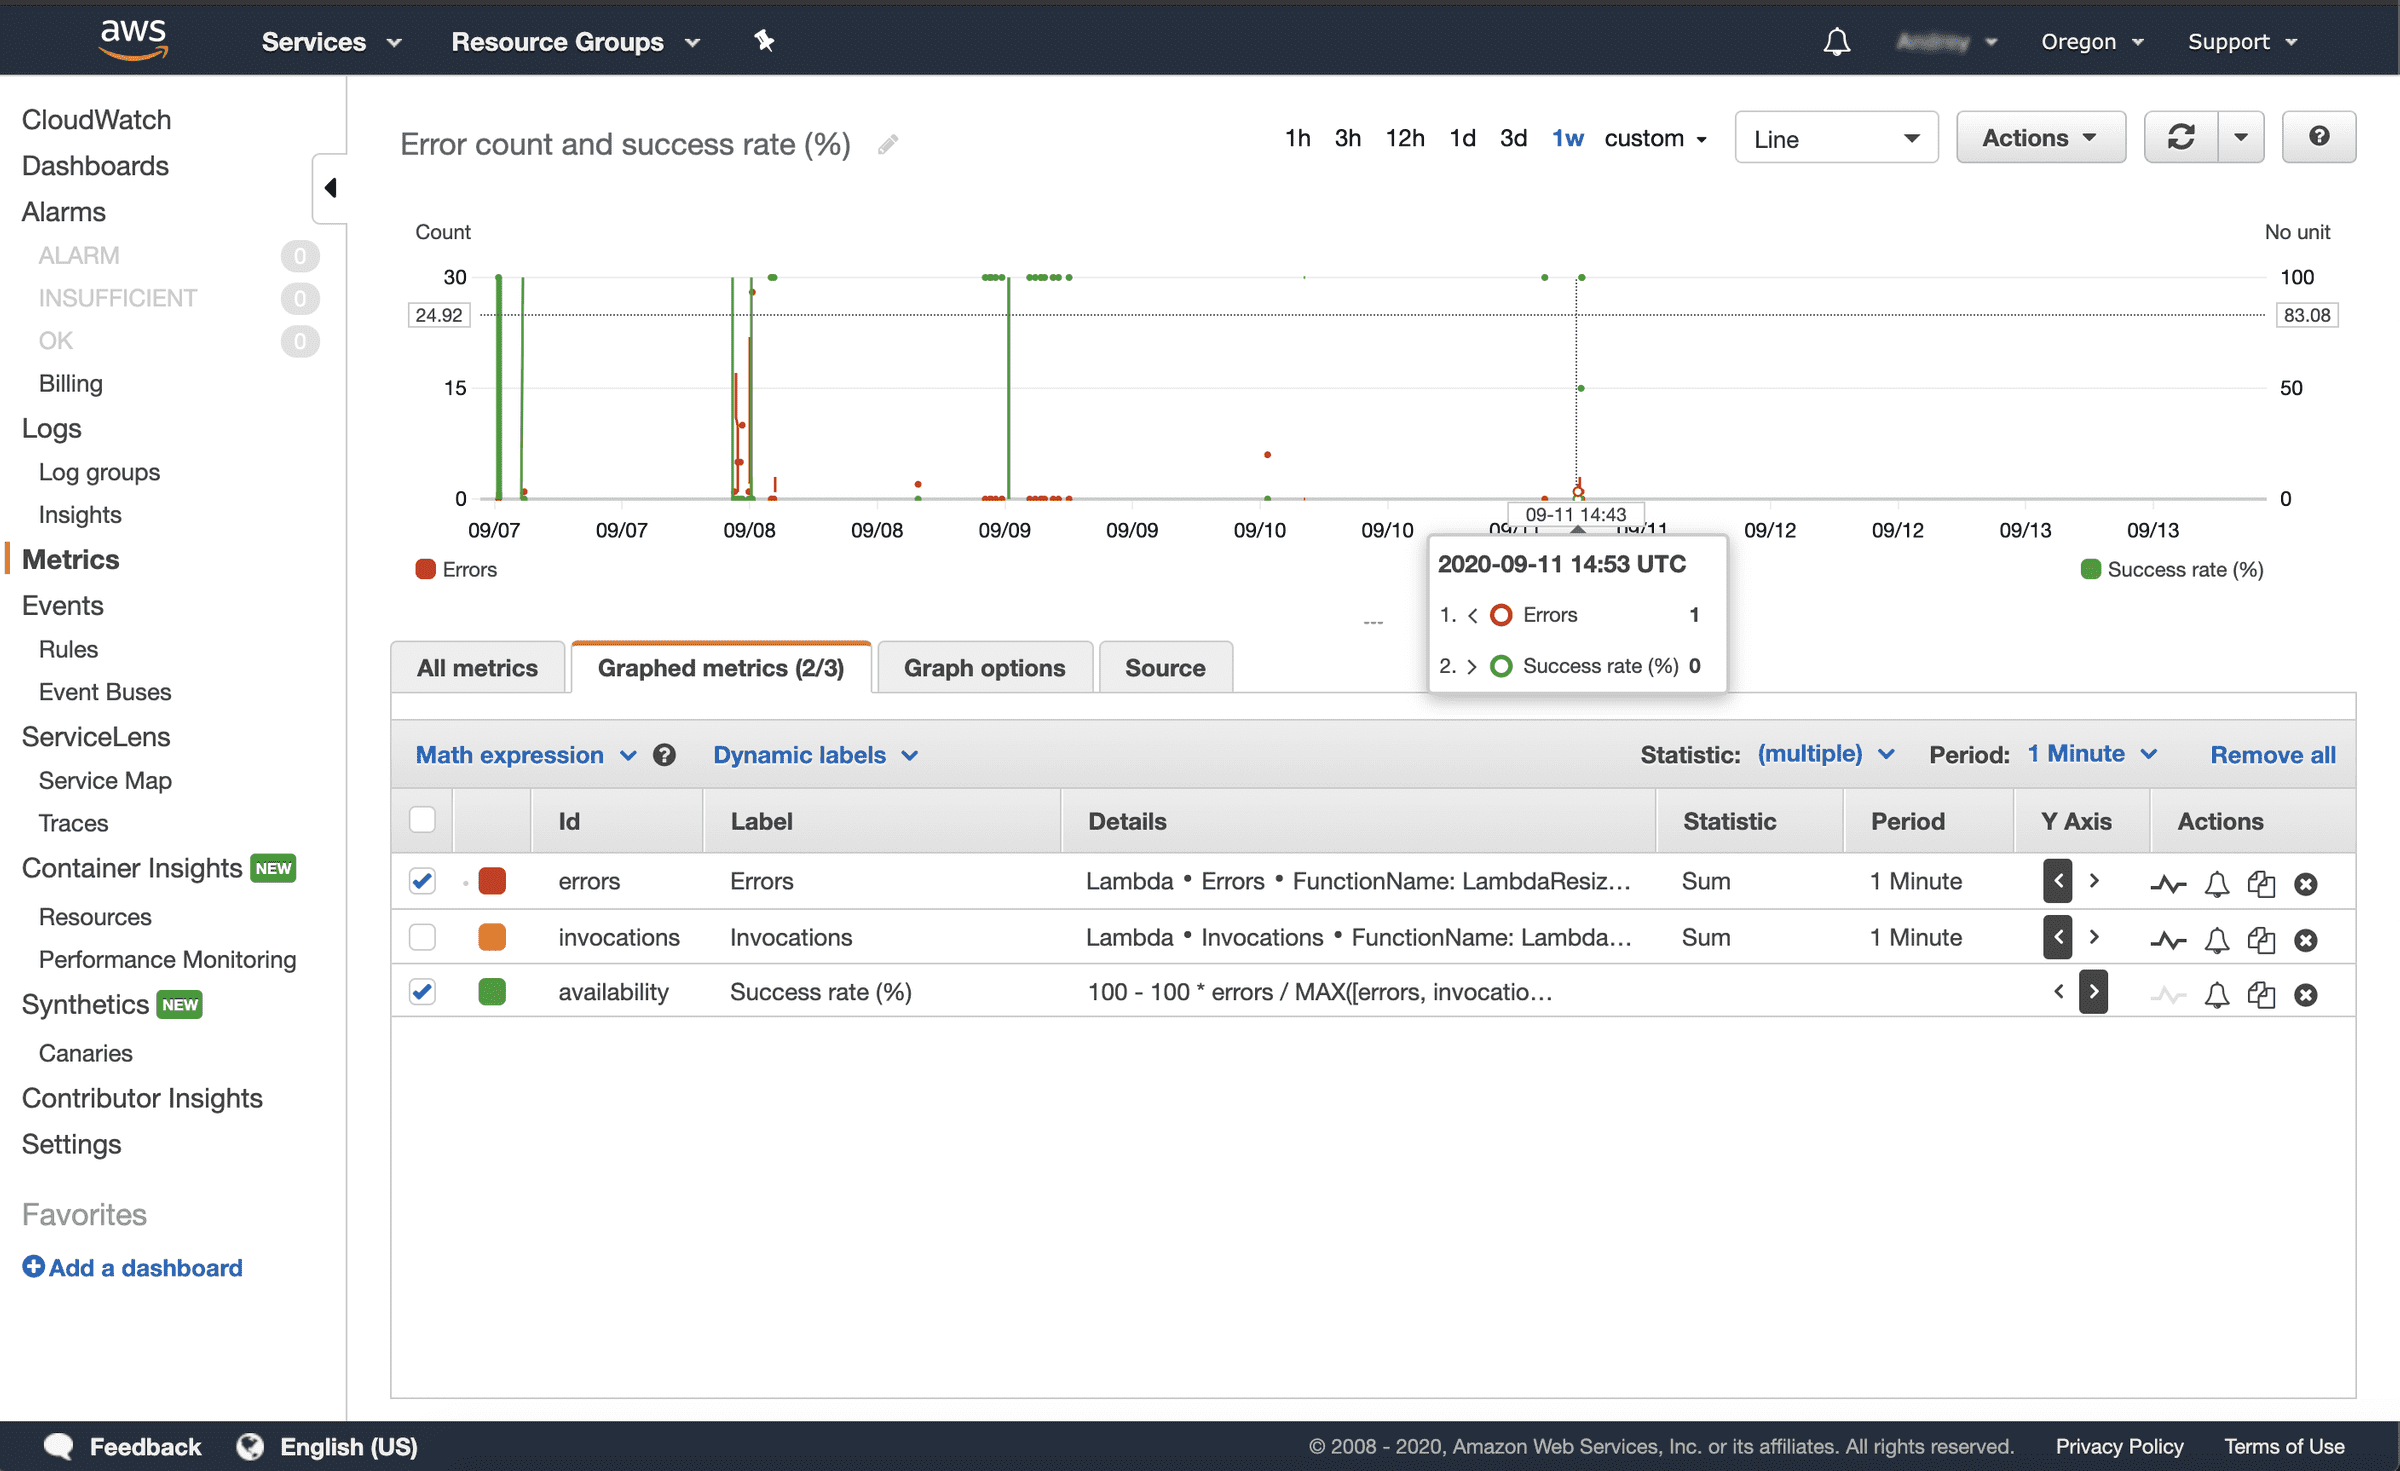 aws Services Resource Groups Oregon Support
CloudWatch
Dashboards
Alarms
ALARM 0
INSUFFICIENT 0
OK 0
Billing
Logs
Log groups
Insights
Metrics
Events
Rules
Event Buses
ServiceLens
Service Map
Traces
Container Insights NEW
Resources
Performance Monitoring
Synthetics NEW
Canaries
Contributor Insights
Settings
Favorites
Add a dashboard
Error count and success rate (%)
1h 3h 12h 1d 3d 1w custom Line Actions ?
Count No unit
30 100
24.92 83.08
15 50
0 0
09-11 14:43
09/07 09/07 09/08 09/08 09/09 09/09 09/10 09/10 09/11 09/11 09/12 09/12 09/13 09/13
Errors Success rate (%)
2020-09-11 14:53 UTC
1. < Errors 1
2. > Success rate (%) 0
---
All metrics Graphed metrics (2/3) Graph options Source
Math expression ? Dynamic labels Statistic: (multiple) Period: 1 Minute Remove all
Id Label Details Statistic Period Y Axis Actions
errors Errors Lambda • Errors • FunctionName: LambdaResiz... Sum 1 Minute < >
invocations Invocations Lambda • Invocations • FunctionName: Lambda... Sum 1 Minute < >
availability Success rate (%) 100 - 100 * errors / MAX([errors, invocatio... < >
Feedback English (US) © 2008 - 2020, Amazon Web Services, Inc. or its affiliates. All rights reserved. Privacy Policy Terms of Use